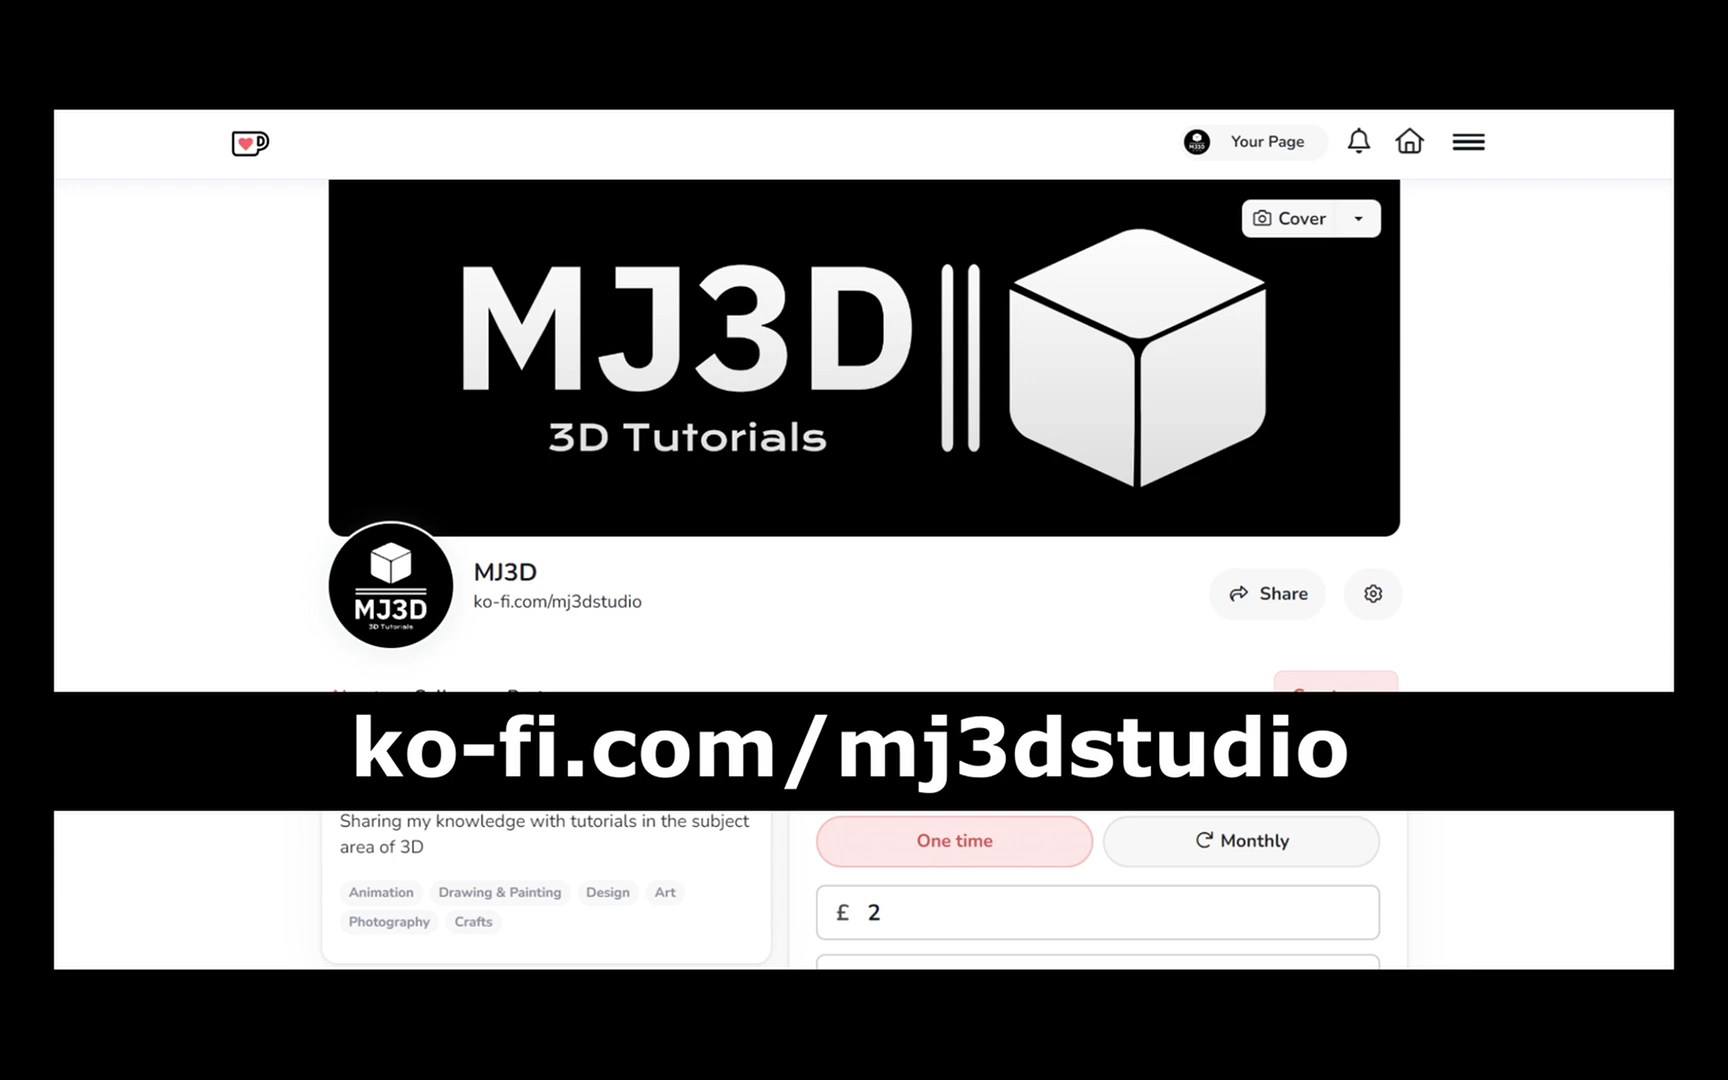 Your Page
Cover
MJ3D
3D Tutorials
MJ3D
ko-fi.com/mj3dstudio
MJ3D
3D Tutorials
Share
ko-fi.com/mj3dstudio
Sharing my knowledge with tutorials in the subject
area of 3D
One time
Monthly
Animation
Drawing & Painting
Design
Art
Photography
Crafts
£ 2